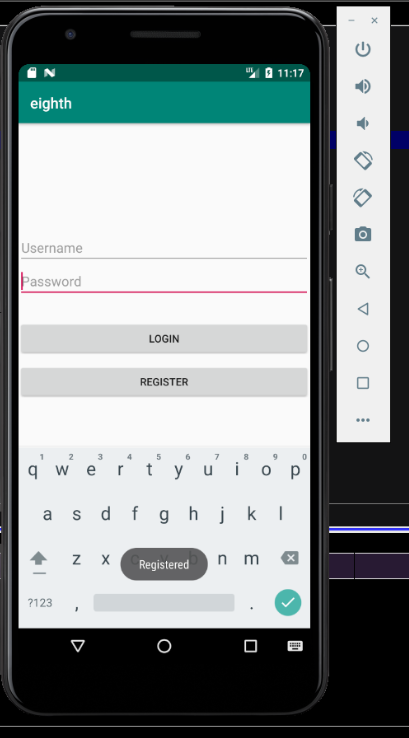 LTE 11:17
eighth
Username
Password
LOGIN
REGISTER
1 2 3 4 5 6 7 8 9 0
q w e r t y u i o p
a s d f g h j k l
z x c v b n m
Registered
?123 , .